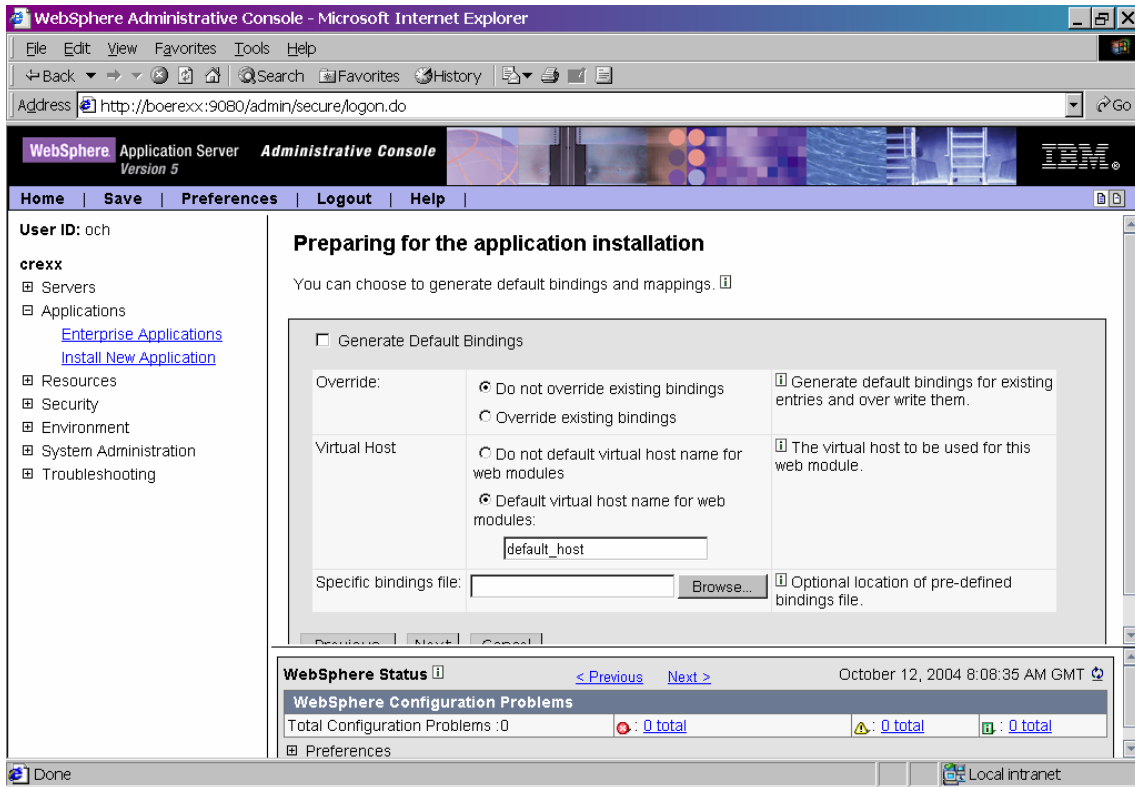 WebSphere Administrative Console - Microsoft Internet Explorer
File Edit View Favorites Tools Help
Back Search Favorites History
Address http://boerexx:9080/admin/secure/logon.do Go
WebSphere Application Server Administrative Console
Version 5
IBM®
Home | Save | Preferences | Logout | Help |
User ID: och
crexx
Servers
Applications
Enterprise Applications
Install New Application
Resources
Security
Environment
System Administration
Troubleshooting
Preparing for the application installation
You can choose to generate default bindings and mappings.
Generate Default Bindings
Override:
Do not override existing bindings
Override existing bindings
Generate default bindings for existing
entries and over write them.
Virtual Host
Do not default virtual host name for
web modules
Default virtual host name for web
modules:
default_host
The virtual host to be used for this
web module.
Specific bindings file:
Browse...
Optional location of pre-defined
bindings file.
Previous Next Cancel
WebSphere Status < Previous Next > October 12, 2004 8:08:35 AM GMT
WebSphere Configuration Problems
Total Configuration Problems :0 : 0 total : 0 total : 0 total
Preferences
Done Local intranet